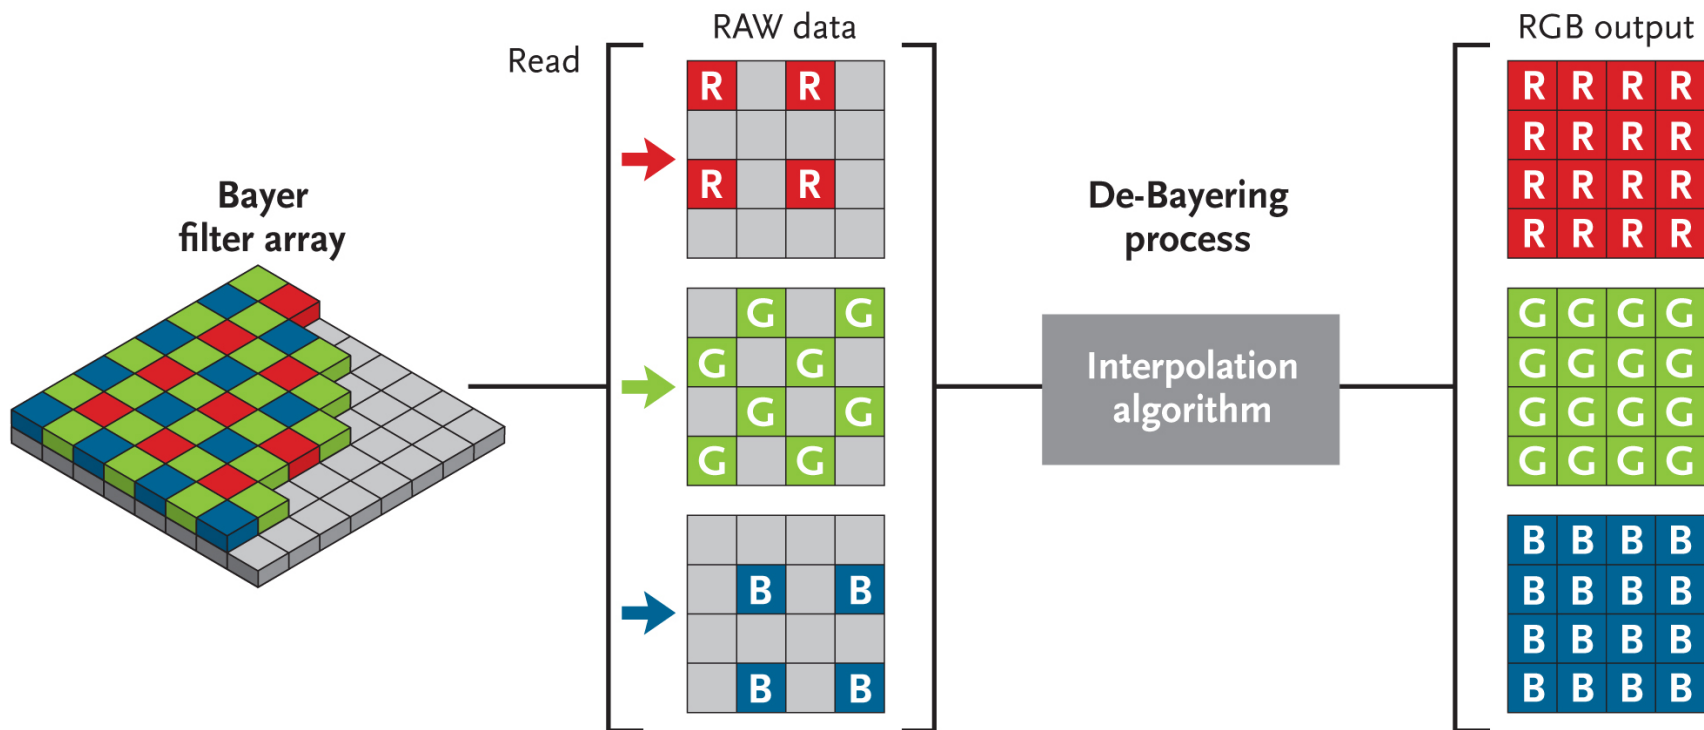 Bayer
filter array
Read
RAW data
R R
R R
G G
G G
G G
G G
B B
B B
De-Bayering
process
Interpolation
algorithm
RGB output
R R R R
R R R R
R R R R
R R R R
G G G G
G G G G
G G G G
G G G G
B B B B
B B B B
B B B B
B B B B